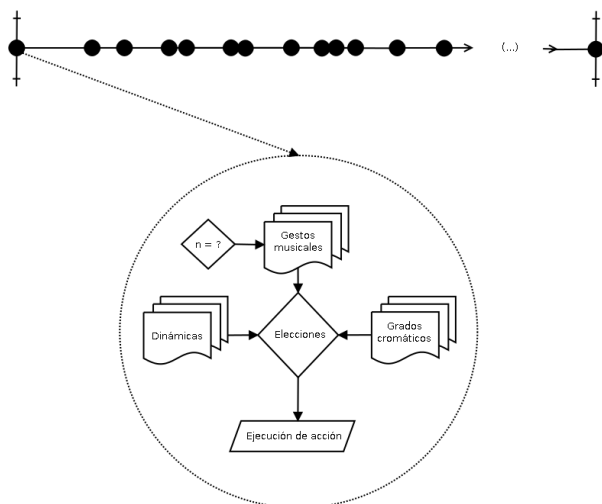 (...)
n = ?
Gestos
musicales
Dinámicas
Elecciones
Grados
cromáticos
Ejecución de acción